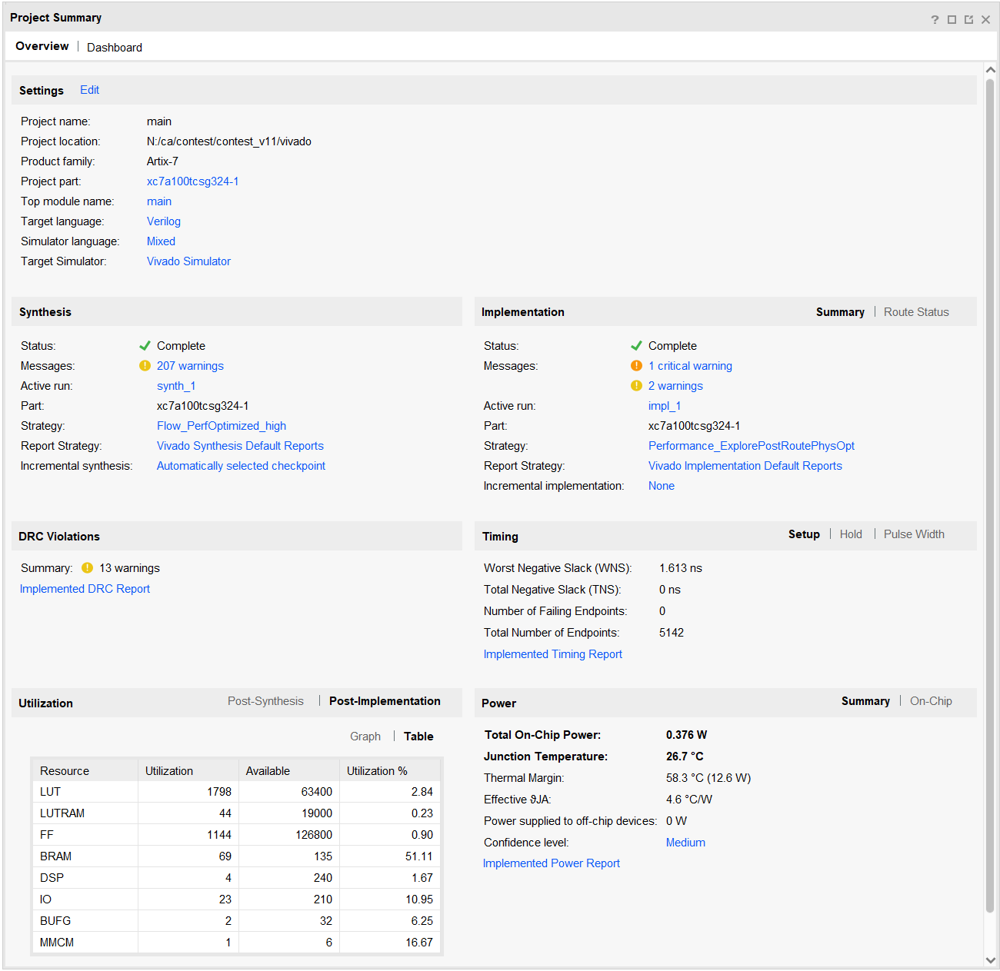 Project Summary
?
Overview | Dashboard
Settings Edit
Project name: main
Project location: N:/ca/contest/contest_v11/vivado
Product family: Artix-7
Project part: xc7a100tcsg324-1
Top module name: main
Target language: Verilog
Simulator language: Mixed
Target Simulator: Vivado Simulator
Synthesis
Status: Complete
Messages: 207 warnings
Active run: synth_1
Part: xc7a100tcsg324-1
Strategy: Flow_PerfOptimized_high
Report Strategy: Vivado Synthesis Default Reports
Incremental synthesis: Automatically selected checkpoint
Implementation Summary | Route Status
Status: Complete
Messages: 1 critical warning
2 warnings
Active run: impl_1
Part: xc7a100tcsg324-1
Strategy: Performance_ExplorePostRoutePhysOpt
Report Strategy: Vivado Implementation Default Reports
Incremental implementation: None
DRC Violations
Summary: 13 warnings
Implemented DRC Report
Timing Setup | Hold | Pulse Width
Worst Negative Slack (WNS): 1.613 ns
Total Negative Slack (TNS): 0 ns
Number of Failing Endpoints: 0
Total Number of Endpoints: 5142
Implemented Timing Report
Utilization Post-Synthesis | Post-Implementation
Graph | Table
Resource Utilization Available Utilization %
LUT 1798 63400 2.84
LUTRAM 44 19000 0.23
FF 1144 126800 0.90
BRAM 69 135 51.11
DSP 4 240 1.67
IO 23 210 10.95
BUFG 2 32 6.25
MMCM 1 6 16.67
Power Summary | On-Chip
Total On-Chip Power: 0.376 W
Junction Temperature: 26.7 °C
Thermal Margin: 58.3 °C (12.6 W)
Effective ϑJA: 4.6 °C/W
Power supplied to off-chip devices: 0 W
Confidence level: Medium
Implemented Power Report